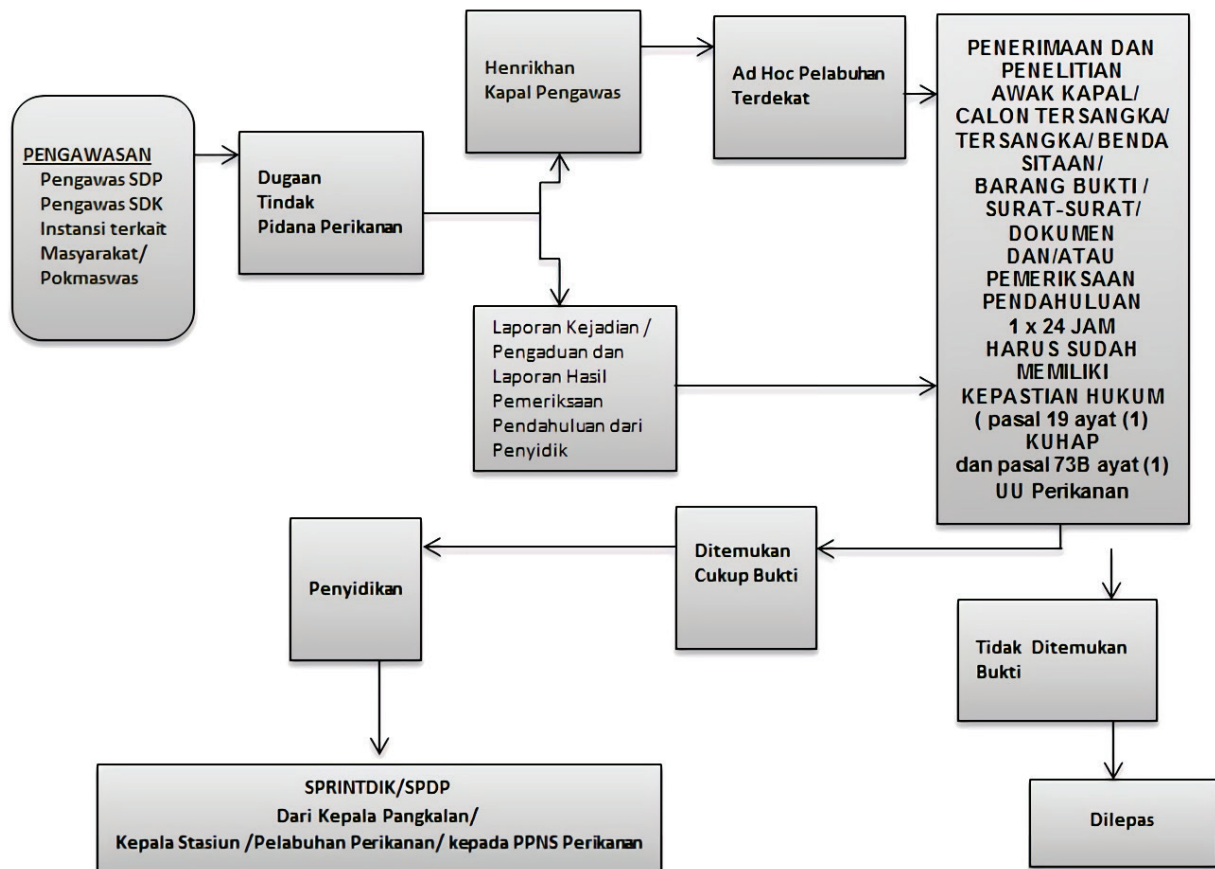 PENGAWASAN
Pengawas SDP
Pengawas SDK
Instansi terkait
Masyarakat/
Pokmaswas
Dugaan
Tindak
Pidana Perikanan
Henrikhan
Kapal Pengawas
Ad Hoc Pelabuhan
Terdekat
Laporan Kejadian /
Pengaduan dan
Laporan Hasil
Pemeriksaan
Pendahuluan dari
Penyidik
PENERIMAAN DAN
PENELITIAN
AWAK KAPAL/
CALON TERSANGKA/
TERSANGKA/ BENDA
SITAAN/
BARANG BUKTI /
SURAT-SURAT/
DOKUMEN
DAN/ATAU
PEMERIKSAAN
PENDAHULUAN
1 x 24 JAM
HARUS SUDAH
MEMILIKI
KEPASTIAN HUKUM
( pasal 19 ayat (1)
KUHAP
dan pasal 73B ayat (1)
UU Perikanan
Ditemukan
Cukup Bukti
Penyidikan
Tidak Ditemukan
Bukti
SPRINTDIK/SPDP
Dari Kepala Pangkalan/
Kepala Stasiun /Pelabuhan Perikanan/ kepada PPNS Perikanan
Dilepas